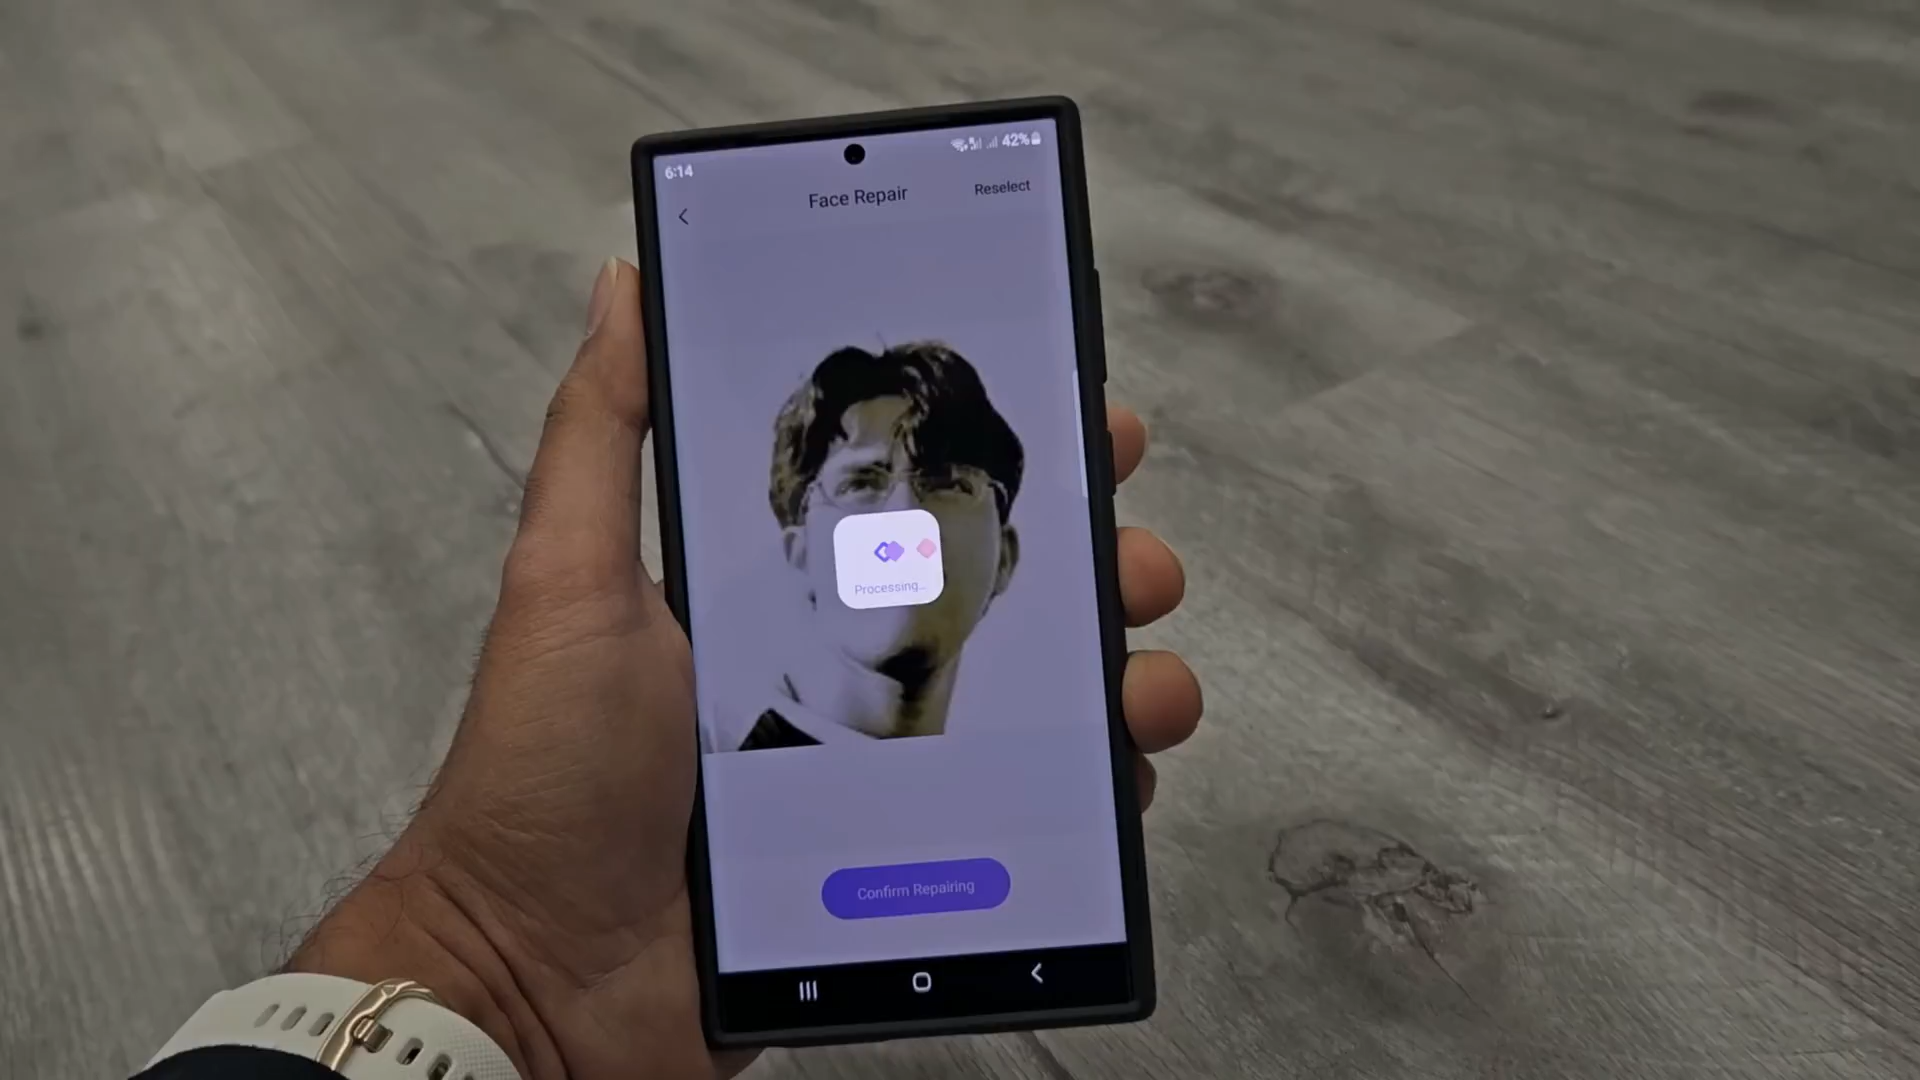 6:14
42%
Face Repair
Reselect
Processing...
Confirm Repairing